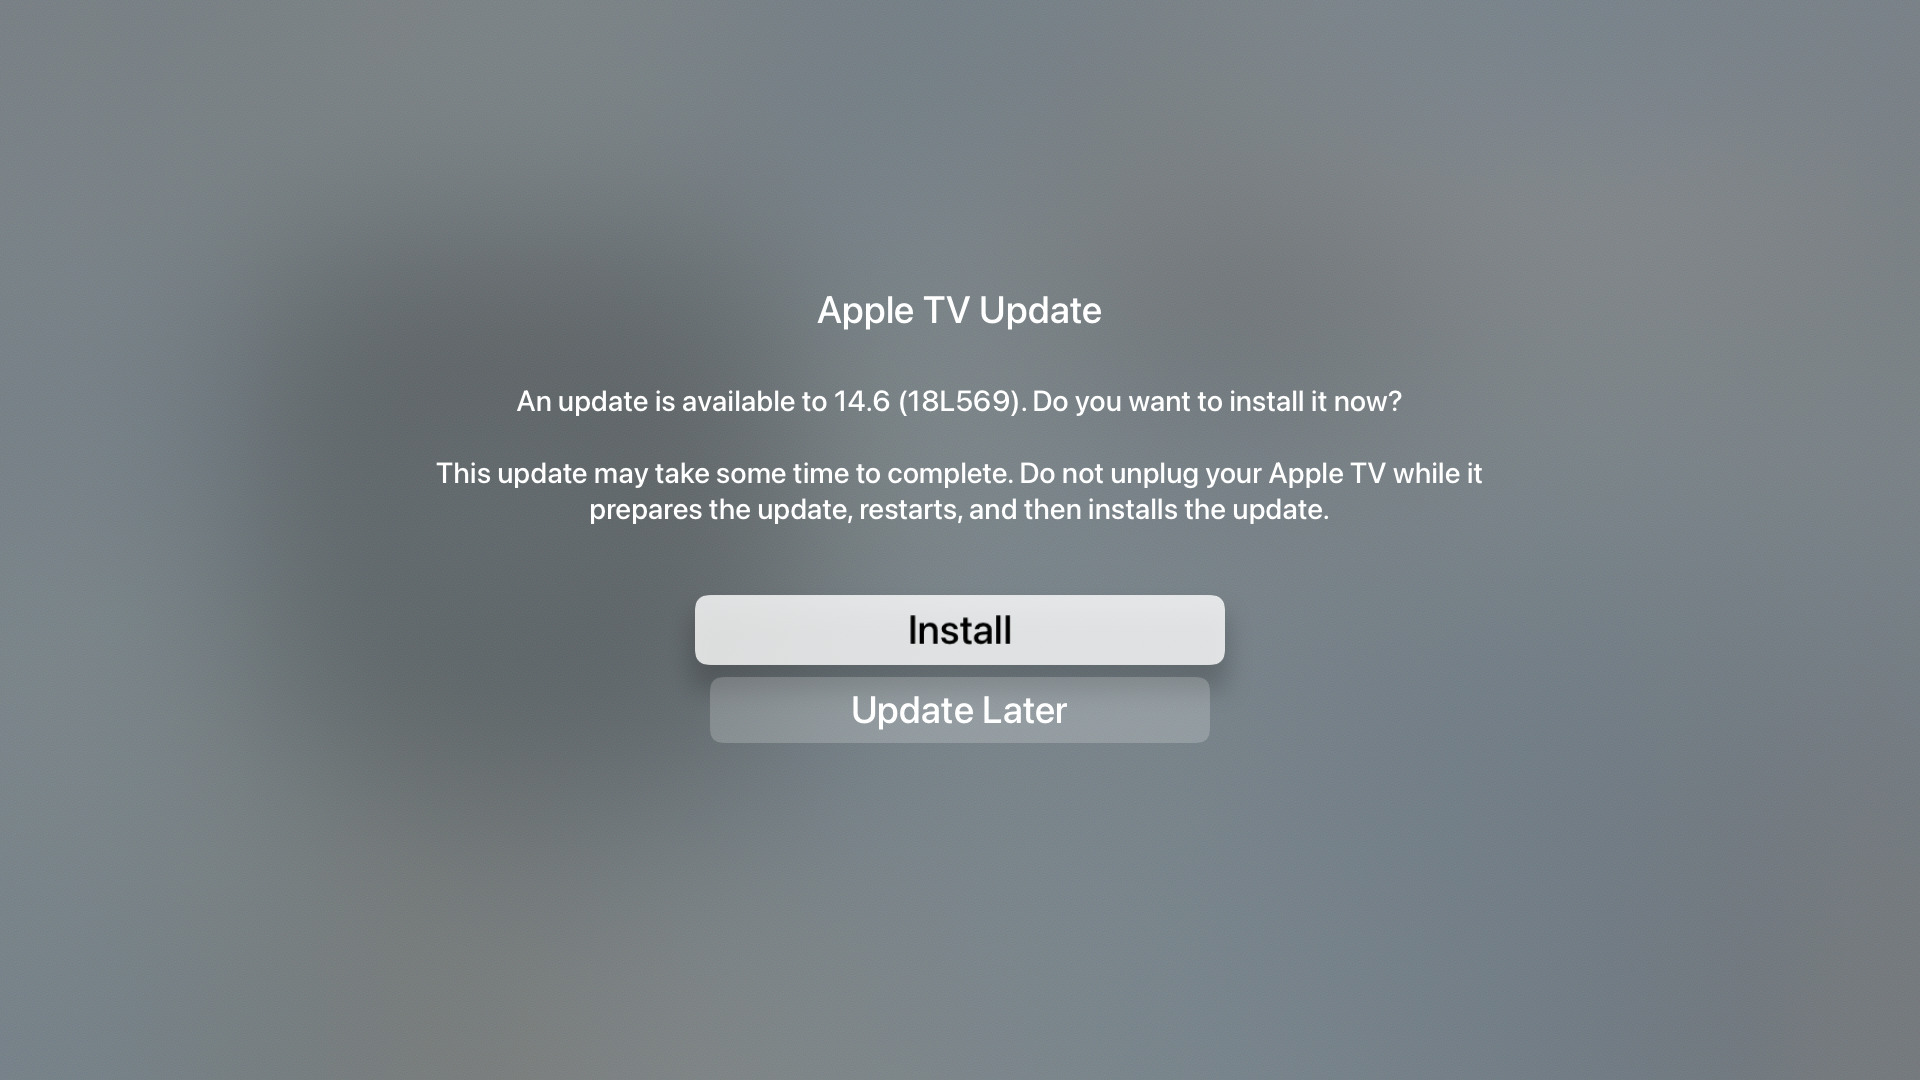 Apple TV Update
An update is available to 14.6 (18L569). Do you want to install it now?
This update may take some time to complete. Do not unplug your Apple TV while it
prepares the update, restarts, and then installs the update.
Install
Update Later